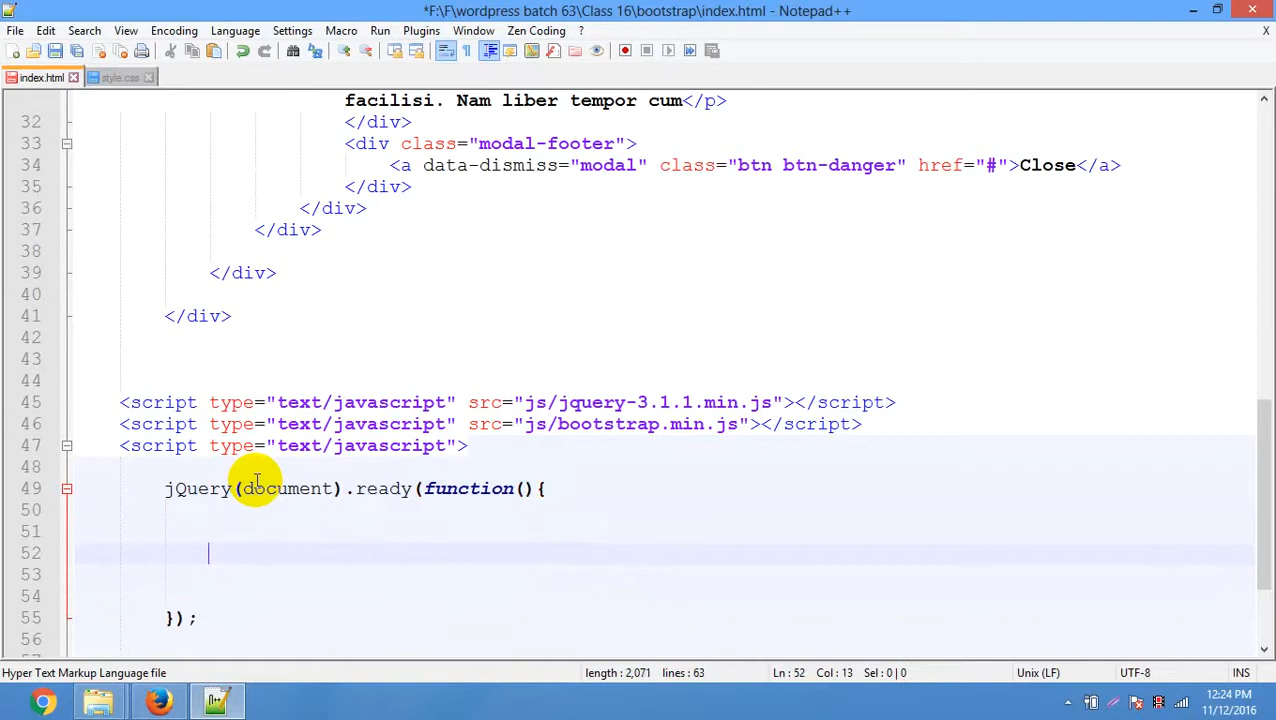 *F:\F\wordpress batch 63\Class 16\bootstrap\index.html - Notepad++
File Edit Search View Encoding Language Settings Macro Run Plugins Window Zen Coding ? X
index.html style.css
facilisi. Nam liber tempor cum</p>
32 </div>
33 <div class="modal-footer">
34 <a data-dismiss="modal" class="btn btn-danger" href="#">Close</a>
35 </div>
36 </div>
37 </div>
38
39 </div>
40
41 </div>
42
43
44
45 <script type="text/javascript" src="js/jquery-3.1.1.min.js"></script>
46 <script type="text/javascript" src="js/bootstrap.min.js"></script>
47 <script type="text/javascript">
48
49 jQuery(document).ready(function(){
50
51
52
53
54
55 });
56
Hyper Text Markup Language file length : 2,071 lines : 63 Ln : 52 Col : 13 Sel : 0 | 0 Unix (LF) UTF-8 INS
12:24 PM
11/12/2016